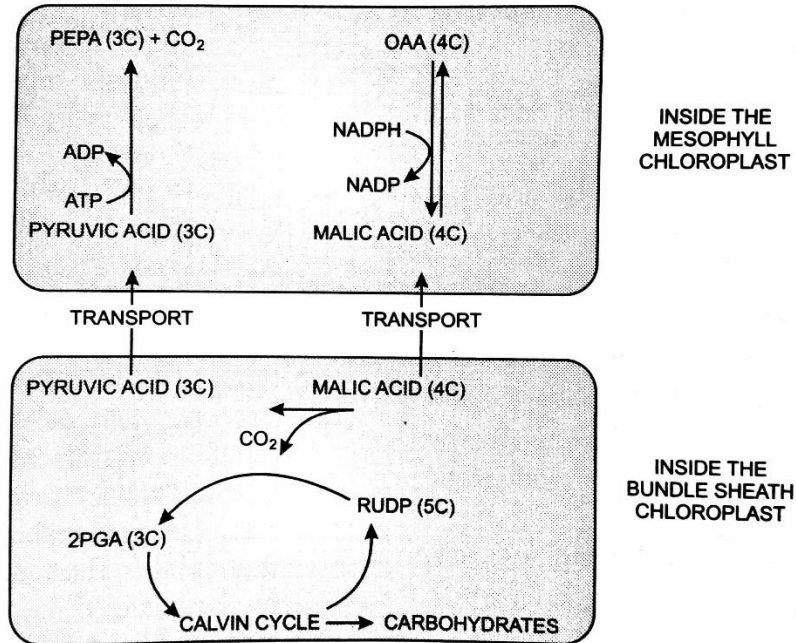 PEPA (3C) + CO₂
OAA (4C)
NADPH
ADP
NADP
ATP
PYRUVIC ACID (3C)
MALIC ACID (4C)
INSIDE THE
MESOPHYLL
CHLOROPLAST
TRANSPORT
TRANSPORT
PYRUVIC ACID (3C)
MALIC ACID (4C)
CO₂
RUDP (5C)
2PGA (3C)
CALVIN CYCLE
CARBOHYDRATES
INSIDE THE
BUNDLE SHEATH
CHLOROPLAST